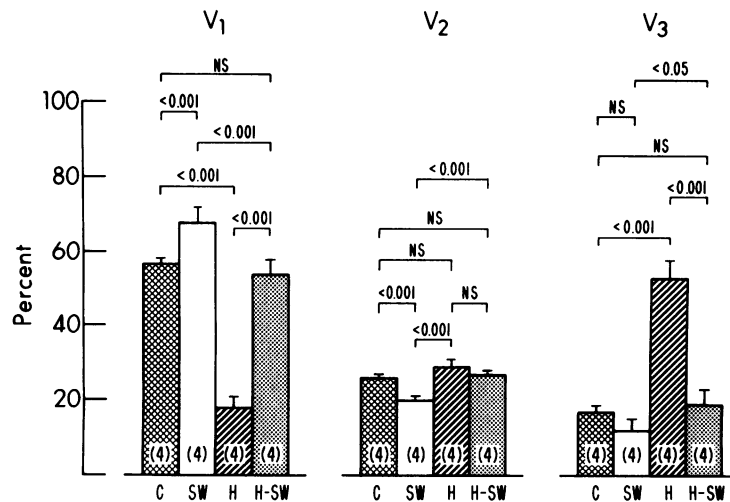 V1 V2 V3
NS
<0.05
100
<0.001
NS
<0.001
NS
80
<0.001
<0.001
<0.001
<0.001
NS
<0.001
60
NS
Percent
40
<0.001
NS
<0.001
20
(4) (4) (4) (4) (4) (4) (4) (4) (4) (4) (4) (4)
C SW H H-SW C SW H H-SW C SW H H-SW